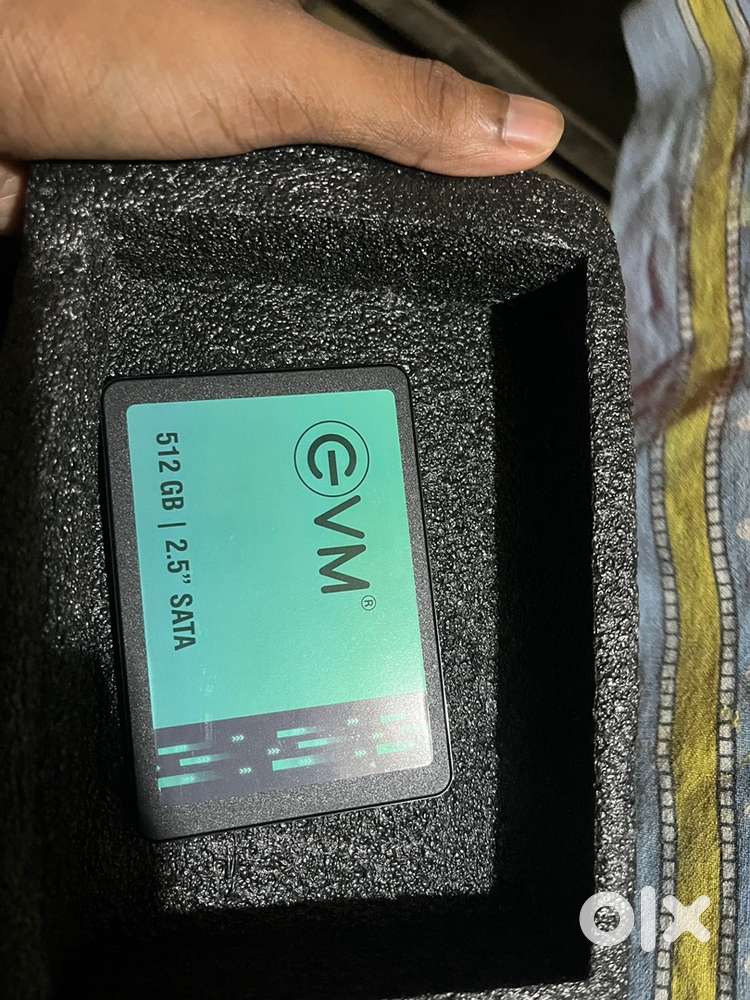 EVM®
512 GB | 2.5” SATA
olx